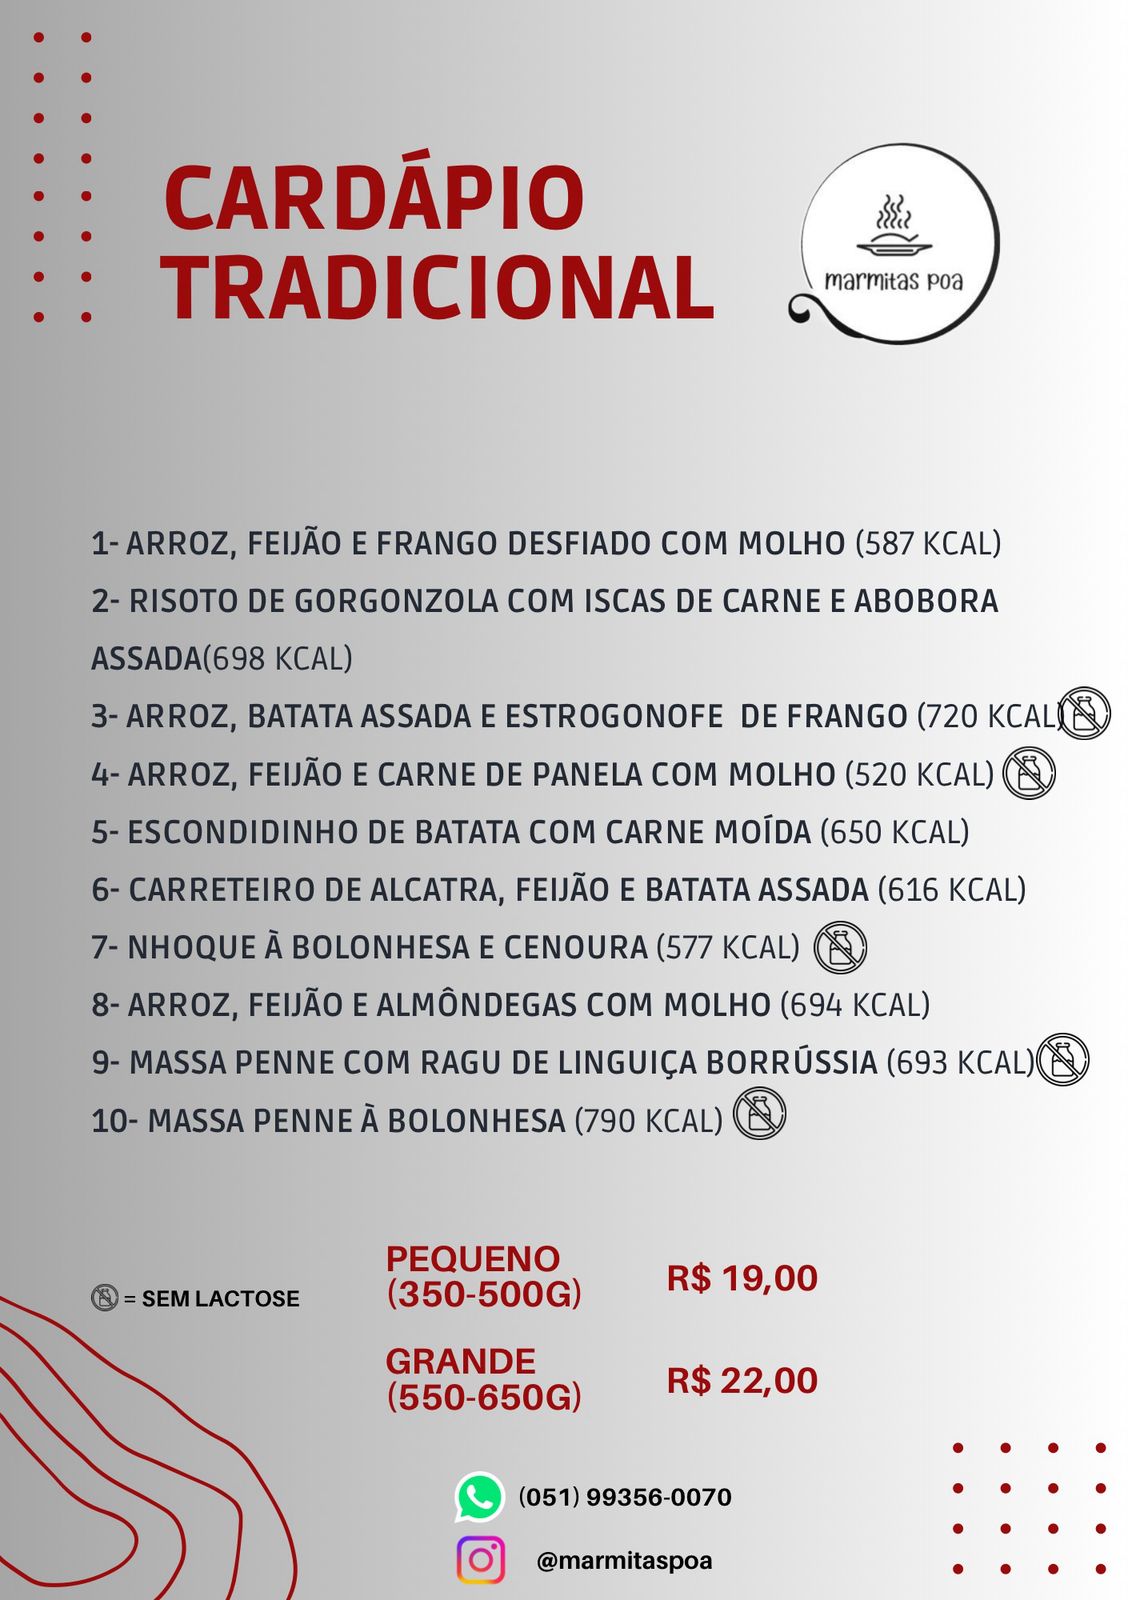 CARDÁPIO
TRADICIONAL
marmitas poa
1- ARROZ, FEIJÃO E FRANGO DESFIADO COM MOLHO (587 KCAL)
2- RISOTO DE GORGONZOLA COM ISCAS DE CARNE E ABOBORA
ASSADA(698 KCAL)
3- ARROZ, BATATA ASSADA E ESTROGONOFE DE FRANGO (720 KCAL)
4- ARROZ, FEIJÃO E CARNE DE PANELA COM MOLHO (520 KCAL)
5- ESCONDIDINHO DE BATATA COM CARNE MOÍDA (650 KCAL)
6- CARRETEIRO DE ALCATRA, FEIJÃO E BATATA ASSADA (616 KCAL)
7- NHOQUE À BOLONHESA E CENOURA (577 KCAL)
8- ARROZ, FEIJÃO E ALMÔNDEGAS COM MOLHO (694 KCAL)
9- MASSA PENNE COM RAGU DE LINGUIÇA BORRÚSSIA (693 KCAL)
10- MASSA PENNE À BOLONHESA (790 KCAL)
= SEM LACTOSE
PEQUENO
(350-500G)
R$ 19,00
GRANDE
(550-650G)
R$ 22,00
(051) 99356-0070
@marmitaspoa